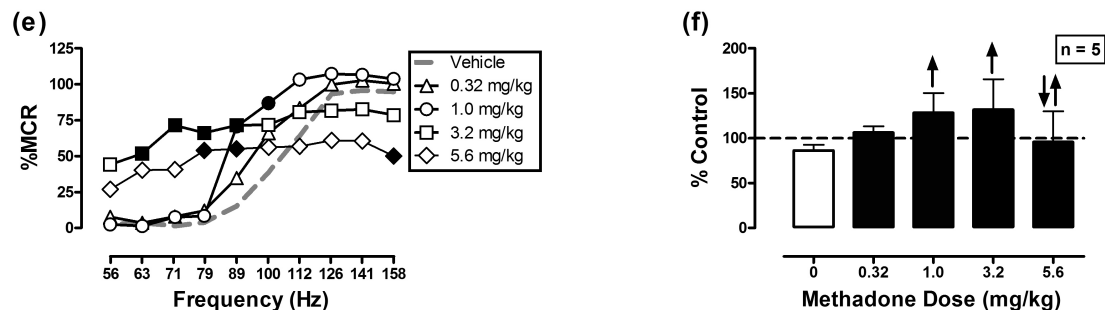 (e)
125
100
75
50
25
0
%MCR
56 63 71 79 89 100 112 126 141 158
Frequency (Hz)
Vehicle
0.32 mg/kg
1.0 mg/kg
3.2 mg/kg
5.6 mg/kg
(f)
n = 5
200
150
100
50
0
% Control
0 0.32 1.0 3.2 5.6
Methadone Dose (mg/kg)